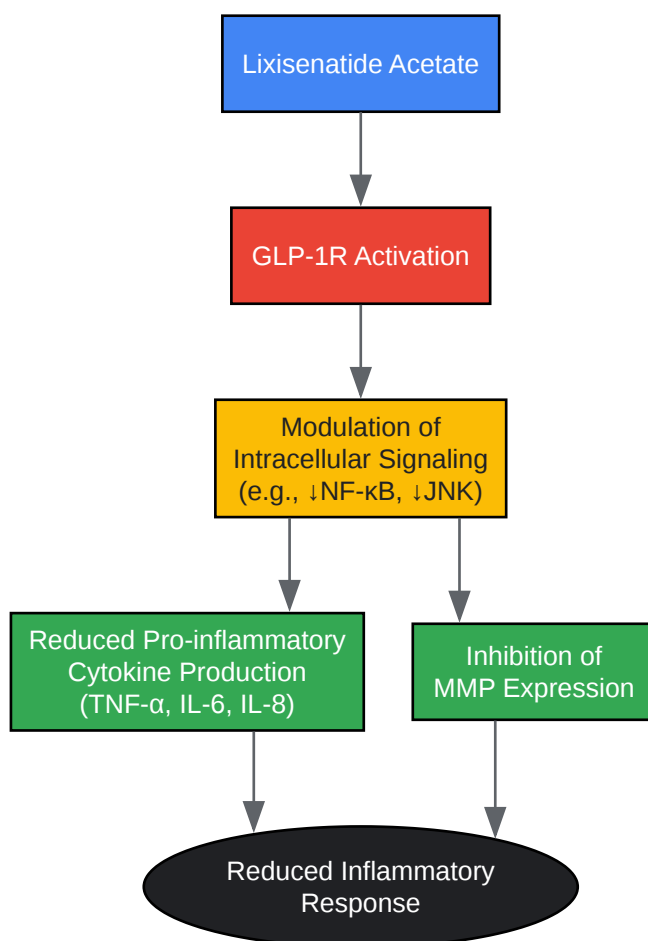 Lixisenatide Acetate
GLP-1R Activation
Modulation of
Intracellular Signaling
(e.g., ↓NF-κB, ↓JNK)
Reduced Pro-inflammatory
Cytokine Production
(TNF-α, IL-6, IL-8)
Inhibition of
MMP Expression
Reduced Inflammatory
Response